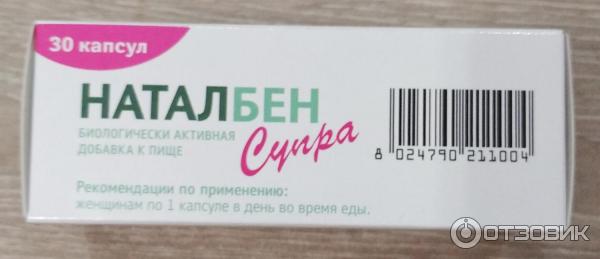 30 капсул
НАТАЛБЕН
Супра
БИОЛОГИЧЕСКИ АКТИВНАЯ
ДОБАВКА К ПИЩЕ
8 024790 211004
Рекомендации по применению:
женщинам по 1 капсуле в день во время еды.
ОТЗОВИК